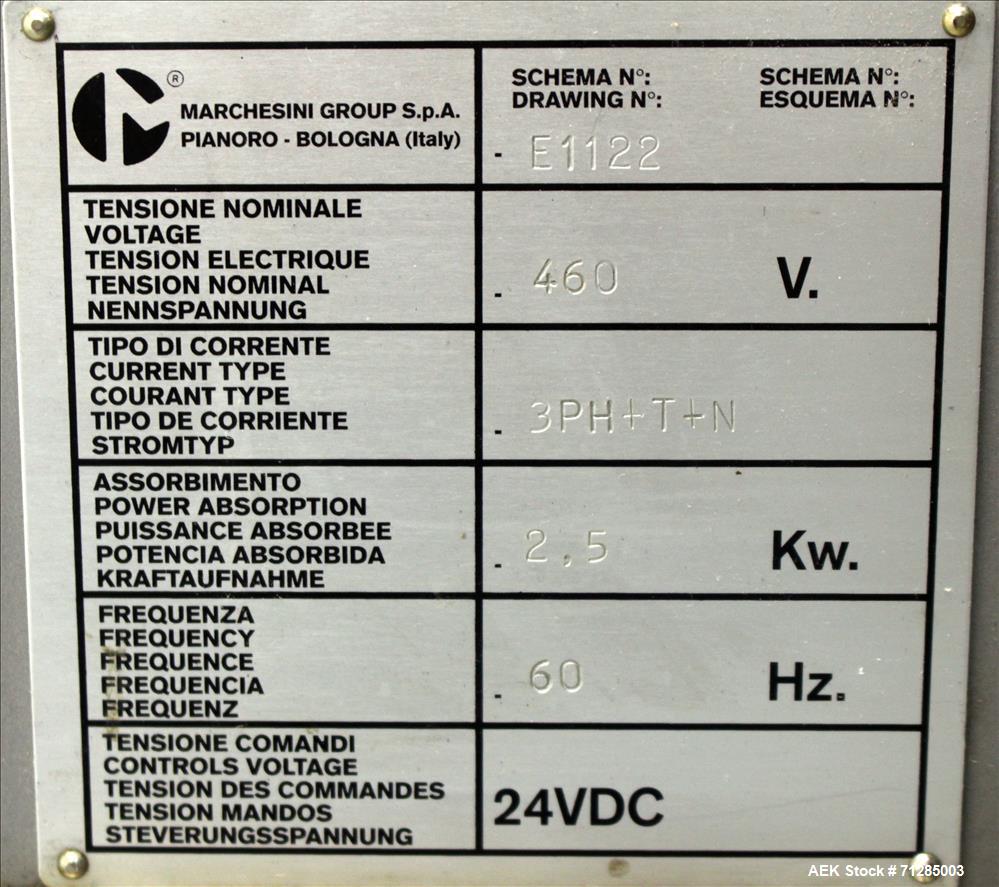 ®
MARCHESINI GROUP S.p.A.
PIANORO - BOLOGNA (Italy)
SCHEMA N°:
DRAWING N°:
SCHEMA N°:
ESQUEMA N°:
- E1122
TENSIONE NOMINALE
VOLTAGE
TENSION ELECTRIQUE
TENSION NOMINAL
NENNSPANNUNG
- 460 V.
TIPO DI CORRENTE
CURRENT TYPE
COURANT TYPE
TIPO DE CORRIENTE
STROMTYP
- 3PH+T+N
ASSORBIMENTO
POWER ABSORPTION
PUISSANCE ABSORBEE
POTENCIA ABSORBIDA
KRAFTAUFNAHME
- 2,5 Kw.
FREQUENZA
FREQUENCY
FREQUENCE
FREQUENCIA
FREQUENZ
- 60 Hz.
TENSIONE COMANDI
CONTROLS VOLTAGE
TENSION DES COMMANDES
TENSION MANDOS
STEVERUNGSSPANNUNG
24VDC
AEK Stock # 71285003